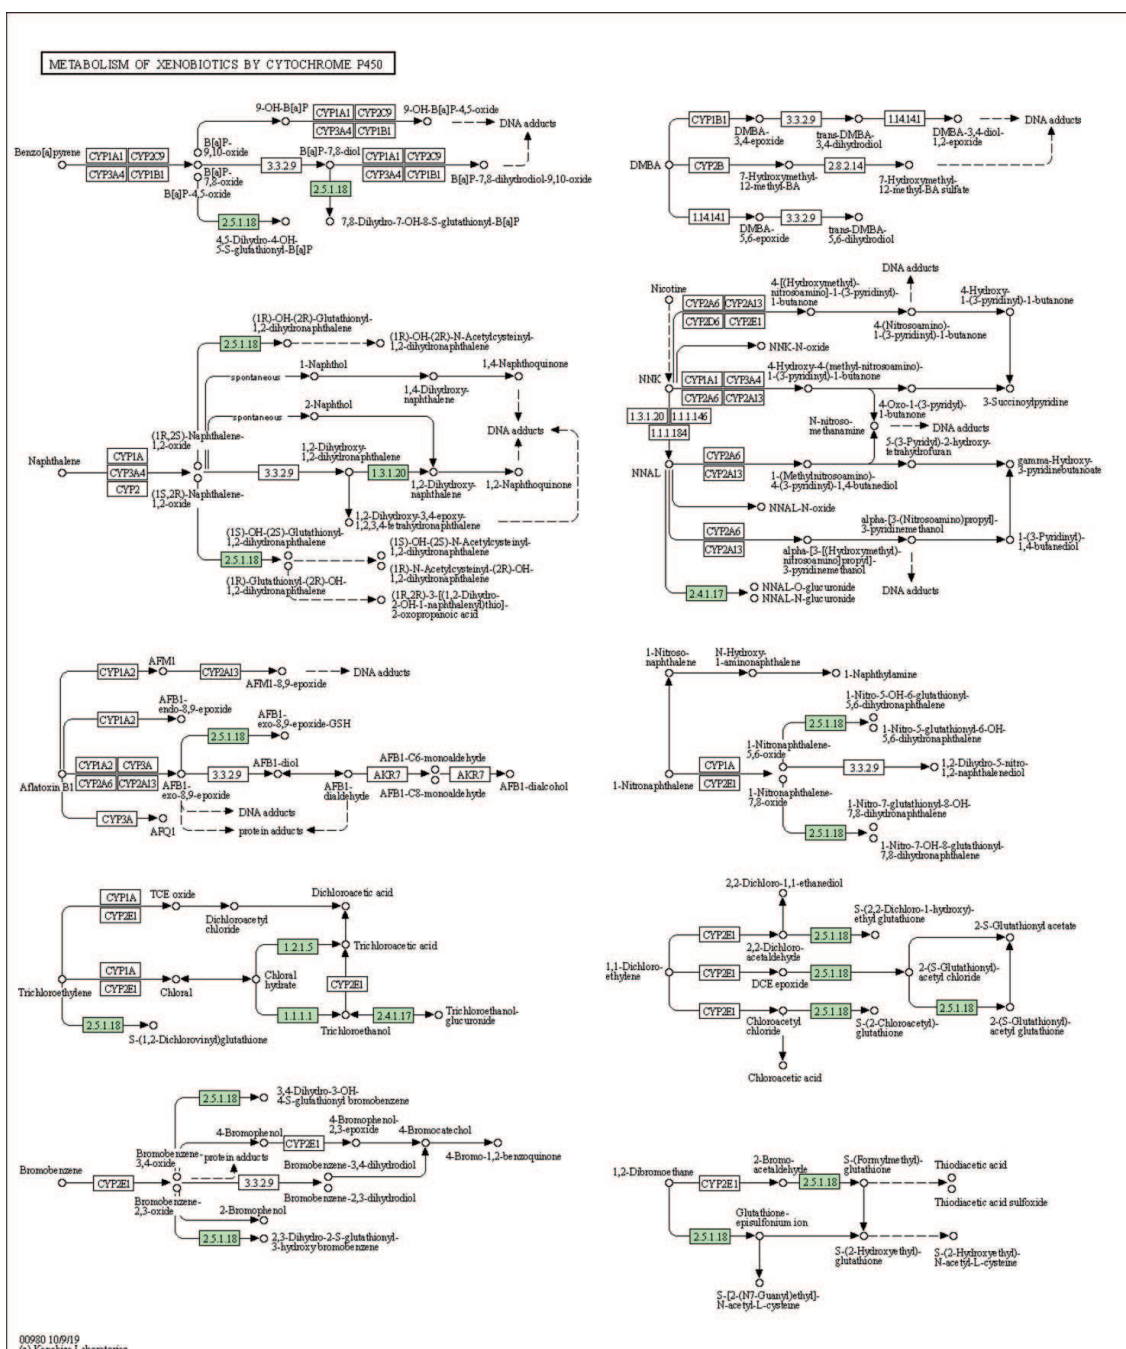 METABOLISM OF XENOBIOTICS BY CYTOCHROME P450
9-OH-B[a]P
CYP1A1 CYP2C9
CYP3A4 CYP1B1
9-OH-B[a]P-4,5-oxide
DNA adducts
B[a]P-
9,10-oxide
Benzo[a]pyrene
CYP1A1 CYP2C9
CYP3A4 CYP1B1
3.3.2.9
B[a]P-7,8-diol
CYP1A1 CYP2C9
CYP3A4 CYP1B1
B[a]P-7,8-dihydrodiol-9,10-oxide
B[a]P-
7,8-oxide
B[a]P-4,5-oxide
2.5.1.18
7,8-Dihydro-7-OH-8-S-glutathionyl-B[a]P
2.5.1.18
4,5-Dihydro-4-OH-
5-S-glutathionyl-B[a]P
DMBA
CYP1B1
DMBA-
3,4-epoxide
3.3.2.9
trans-DMBA-
3,4-dihydrodiol
1.14.14.1
DMBA-3,4-diol-
1,2-epoxide
DNA adducts
CYP2B
7-Hydroxymethyl-
12-methyl-BA
2.8.2.14
7-Hydroxymethyl-
12-methyl-BA sulfate
1.14.14.1
DMBA-
5,6-epoxide
3.3.2.9
trans-DMBA-
5,6-dihydrodiol
(1R)-OH-(2R)-Glutathionyl-
1,2-dihydronaphthalene
2.5.1.18
(1R)-OH-(2R)-N-Acetylcysteinyl-
1,2-dihydronaphthalene
spontaneous
1-Naphthol
1,4-Dihydroxy-
naphthalene
1,4-Naphthoquinone
spontaneous
2-Naphthol
DNA adducts
(1R,2S)-Naphthalene-
1,2-oxide
Naphthalene
CYP1A
CYP3A4
CYP2
3.3.2.9
1,2-Dihydroxy-
1,2-dihydronaphthalene
1.3.1.20
1,2-Dihydroxy-
naphthalene
1,2-Naphthoquinone
(1S,2R)-Naphthalene-
1,2-oxide
1,2-Dihydroxy-3,4-epoxy-
1,2,3,4-tetrahydronaphthalene
(1S)-OH-(2S)-Glutathionyl-
1,2-dihydronaphthalene
2.5.1.18
(1S)-OH-(2S)-N-Acetylcysteinyl-
1,2-dihydronaphthalene
(1R)-N-Acetylcysteinyl-(2R)-OH-
1,2-dihydronaphthalene
(1R)-Glutathionyl-(2R)-OH-
1,2-dihydronaphthalene
(1R,2R)-3-[(1,2-Dihydro-
2-OH-1-naphthalenyl)thio]-
2-oxopropanoic acid
Nicotine
CYP2A6 CYP2A13
CYP2D6 CYP2E1
4-[(Hydroxymethyl)-
nitrosoamino]-1-(3-pyridinyl)-
1-butanone
DNA adducts
4-(Nitrosoamino)-
1-(3-pyridinyl)-1-butanone
4-Hydroxy-
1-(3-pyridinyl)-1-butanone
NNK-N-oxide
NNK
CYP1A1 CYP3A4
CYP2A6 CYP2A13
4-Hydroxy-4-(methyl-nitrosoamino)-
1-(3-pyridinyl)-1-butanone
4-Oxo-1-(3-pyridyl)-
1-butanone
3-Succinoylpyridine
1.3.1.20 1.1.1.146
1.1.1.184
N-nitroso-
methanamine
DNA adducts
5-(3-Pyridyl)-2-hydroxy-
tetrahydrofuran
NNAL
CYP2A6
CYP2A13
1-(Methylnitrosoamino)-
4-(3-pyridinyl)-1,4-butanediol
gamma-Hydroxy-
3-pyridinebutanoate
NNAL-N-oxide
CYP2A6
CYP2A13
alpha-[3-[(Hydroxymethyl)-
nitrosoamino]propyl]-
3-pyridinemethanol
alpha-[3-(Nitrosoamino)propyl]-
3-pyridinemethanol
DNA adducts
1-(3-Pyridinyl)-
1,4-butanediol
2.4.1.17
NNAL-O-glucuronide
NNAL-N-glucuronide
CYP1A2
AFM1
CYP2A13
AFM1-8,9-epoxide
DNA adducts
CYP1A2
AFB1-
endo-8,9-epoxide
2.5.1.18
AFB1-
exo-8,9-epoxide-GSH
Aflatoxin B1
CYP1A2 CYP3A
CYP2A6 CYP2A13
AFB1-
exo-8,9-epoxide
3.3.2.9
AFB1-diol
AFB1-
dialdehyde
AKR7
AFB1-C6-monoaldehyde
AFB1-C8-monoaldehyde
AKR7
AFB1-dialcohol
CYP3A
AFQ1
DNA adducts
protein adducts
1-Nitroso-
naphthalene
N-Hydroxy-
1-aminonaphthalene
1-Naphthylamine
1-Nitronaphthalene
CYP1A
CYP2E1
1-Nitronaphthalene-
5,6-oxide
2.5.1.18
1-Nitro-5-OH-6-glutathionyl-
5,6-dihydronaphthalene
1-Nitro-5-glutathionyl-6-OH-
5,6-dihydronaphthalene
3.3.2.9
1,2-Dihydro-5-nitro-
1,2-naphthalenediol
1-Nitronaphthalene-
7,8-oxide
2.5.1.18
1-Nitro-7-glutathionyl-8-OH-
7,8-dihydronaphthalene
1-Nitro-7-OH-8-glutathionyl-
7,8-dihydronaphthalene
Trichloroethylene
CYP1A
CYP2E1
TCE oxide
Dichloroacetyl
chloride
Dichloroacetic acid
1.2.1.5
Trichloroacetic acid
CYP1A
CYP2E1
Chloral
Chloral
hydrate
CYP2E1
1.1.1.1
Trichloroethanol
2.4.1.17
Trichloroethanol-
glucuronide
2.5.1.18
S-(1,2-Dichlorovinyl)glutathione
1,1-Dichloro-
ethylene
2,2-Dichloro-1,1-ethanediol
CYP2E1
2,2-Dichloro-
acetaldehyde
2.5.1.18
S-(2,2-Dichloro-1-hydroxy)-
ethyl glutathione
2-S-Glutathionyl acetate
CYP2E1
DCE epoxide
2.5.1.18
2-(S-Glutathionyl)-
acetyl chloride
CYP2E1
Chloroacetyl
chloride
2.5.1.18
S-(2-Chloroacetyl)-
glutathione
2.5.1.18
2-(S-Glutathionyl)-
acetyl glutathione
Chloroacetic acid
2.5.1.18
3,4-Dihydro-3-OH-
4-S-glutathionyl bromobenzene
4-Bromophenol
CYP2E1
4-Bromophenol-
2,3-epoxide
4-Bromocatechol
4-Bromo-1,2-benzoquinone
Bromobenzene-
3,4-oxide
protein adducts
Bromobenzene
CYP2E1
3.3.2.9
Bromobenzene-3,4-dihydrodiol
Bromobenzene-2,3-dihydrodiol
Bromobenzene-
2,3-oxide
2-Bromophenol
2.5.1.18
2,3-Dihydro-2-S-glutathionyl-
3-hydroxy bromobenzene
1,2-Dibromoethane
CYP2E1
2-Bromo-
acetaldehyde
2.5.1.18
S-(Formylmethyl)-
glutathione
Thiodiacetic acid
Thiodiacetic acid sulfoxide
2.5.1.18
Glutathione-
episulfonium ion
S-(2-Hydroxyethyl)-
glutathione
S-(2-Hydroxyethyl)-
N-acetyl-L-cysteine
S-[2-(N7-Guanyl)ethyl]-
N-acetyl-L-cysteine
00980 10/9/19
(c) Kanehisa Laboratories